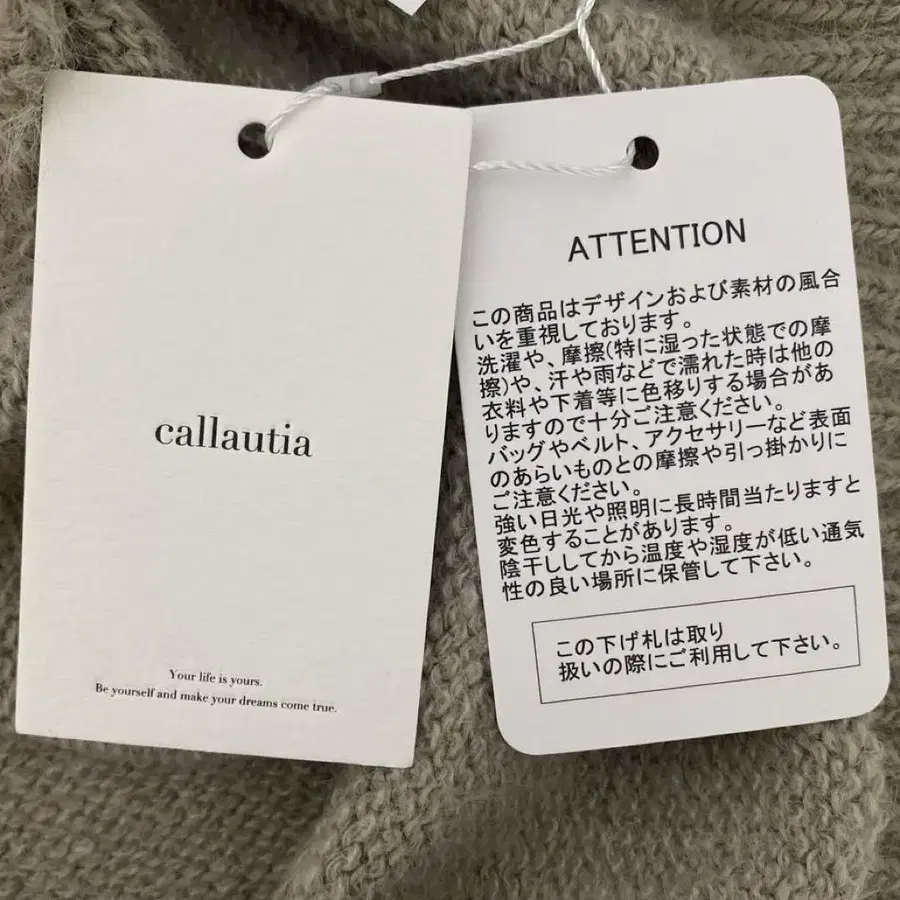 callautia
Your life is yours.
Be yourself and make your dreams come true.
ATTENTION
この商品はデザインおよび素材の風合
いを重視しております。
洗濯や、摩擦(特に湿った状態での摩
擦)や、汗や雨などで濡れた時は他の
衣料や下着等に色移りする場合があ
りますので十分ご注意ください。
バッグやベルト、アクセサリーなど表面
のあらいものとの摩擦や引っ掛かりに
ご注意ください。
強い日光や照明に長時間当たりますと
変色することがあります。
陰干ししてから温度や湿度が低い通気
性の良い場所に保管して下さい。
この下げ札は取り
扱いの際にご利用して下さい。